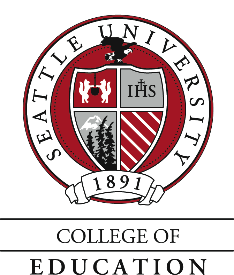 SEATTLE UNIVERSITY
IHS
1891
COLLEGE OF
EDUCATION